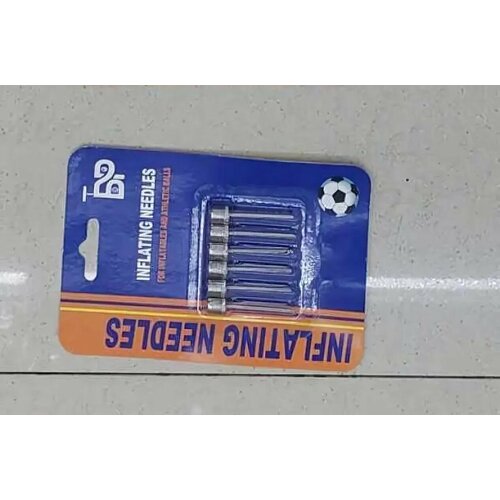 INFLATING NEEDLES
FOR INFLATABLES AND ATHLETIC BALLS
INFLATING NEEDLES